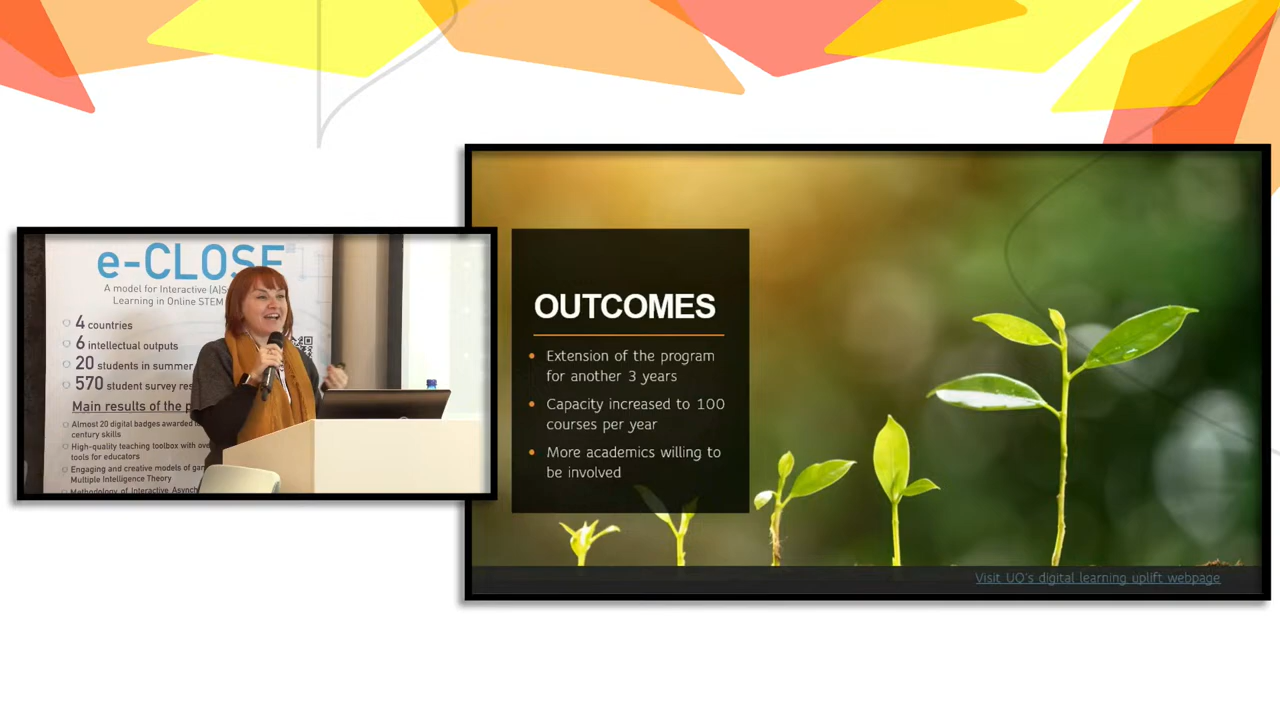 e-CLOSE
A model for Interactive (A)S
Learning in Online STEM
4 countries
6 intellectual outputs
20 students in summer
570 student survey res
Main results of the p
Almost 20 digital badges awarded
century skills
High-quality teaching toolbox with ove
tools for educators
Engaging and creative models of gam
Multiple Intelligence Theory
Methodology of Interactive Asynch
OUTCOMES
• Extension of the program
for another 3 years
• Capacity increased to 100
courses per year
• More academics willing to
be involved
Visit UO's digital learning uplift webpage